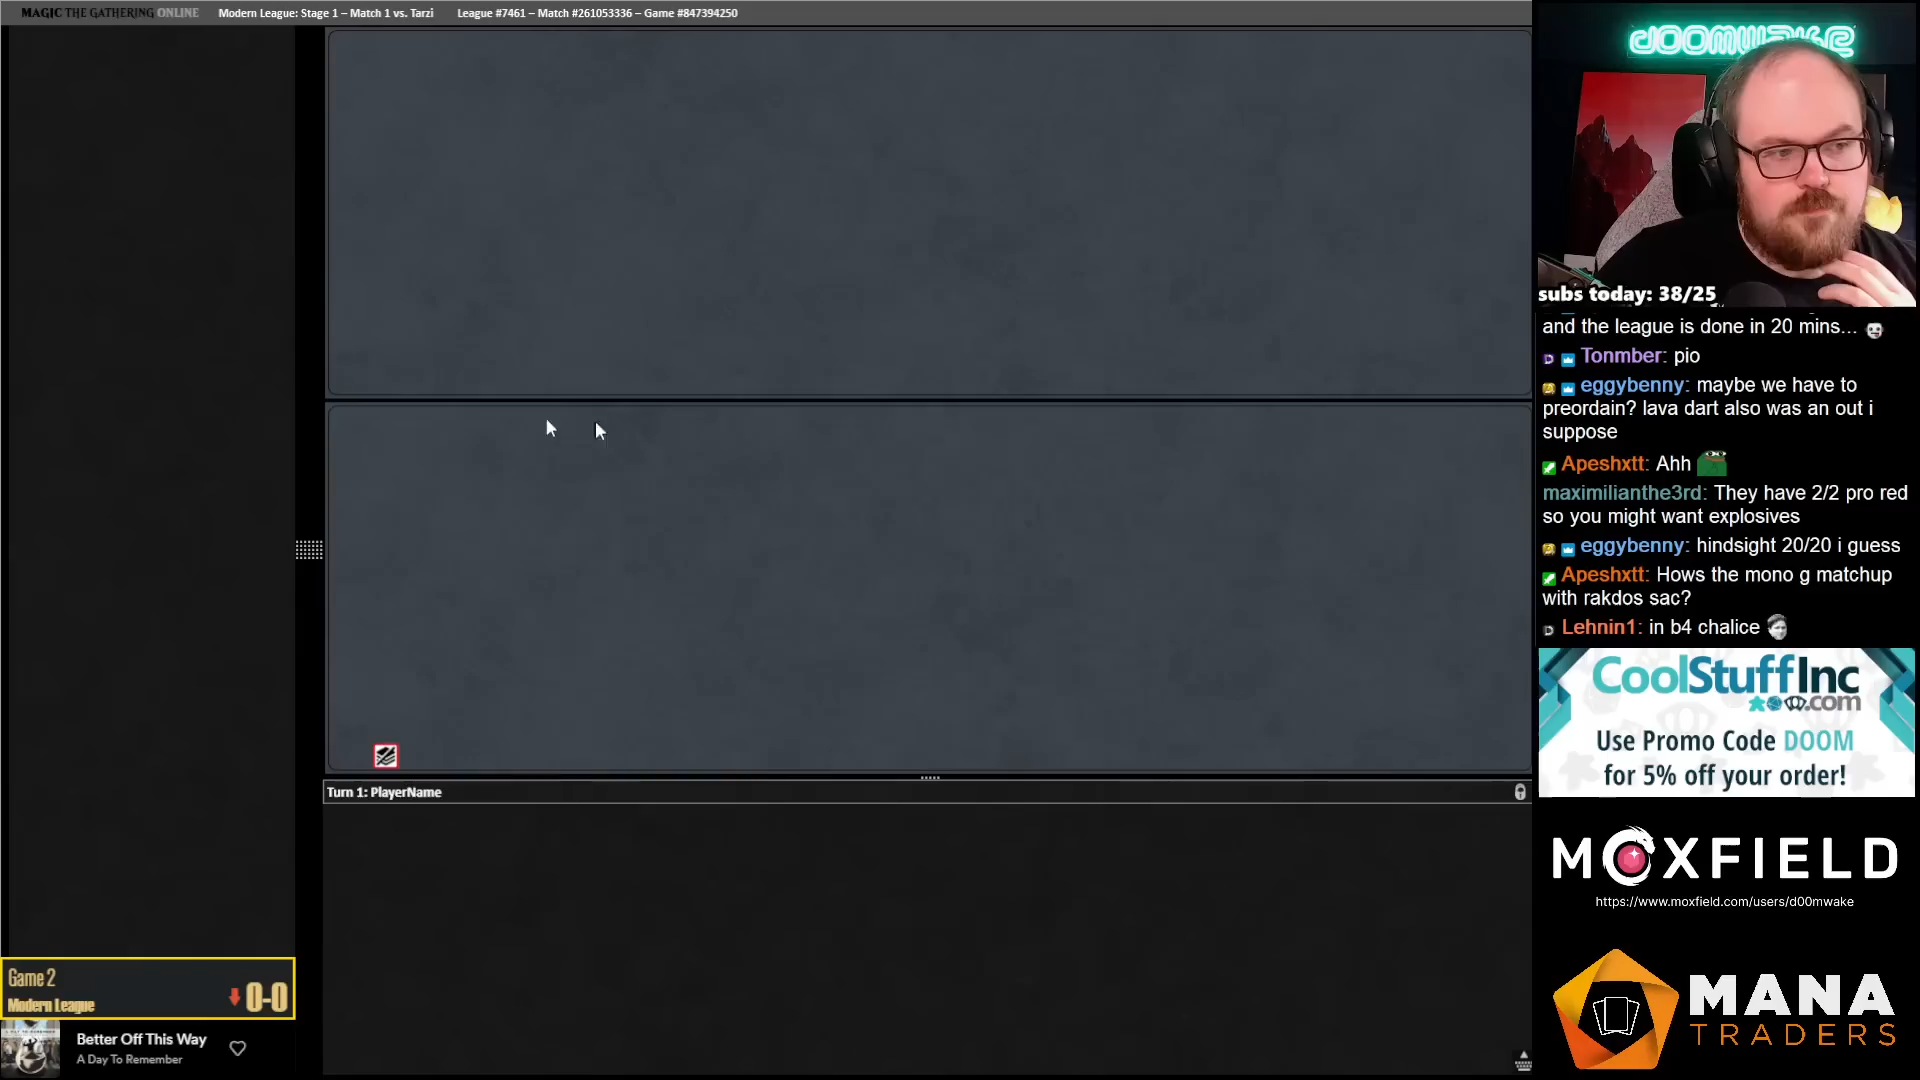 MAGIC THE GATHERING ONLINE Modern League: Stage 1 – Match 1 vs. Tarzi League #7461 – Match #261053336 – Game #847394250
doomwake
subs today: 38/25
and the league is done in 20 mins...
Tonmber: pio
eggybenny: maybe we have to
preordain? lava dart also was an out i
suppose
Apeshxtt: Ahh
maximilianthe3rd: They have 2/2 pro red
so you might want explosives
eggybenny: hindsight 20/20 i guess
Apeshxtt: Hows the mono g matchup
with rakdos sac?
Lehnin1: in b4 chalice
CoolStuffInc
.com
Use Promo Code DOOM
for 5% off your order!
Turn 1: PlayerName
MOXFIELD
https://www.moxfield.com/users/d00mwake
MANA
TRADERS
Game 2
Modern League
0-0
Better Off This Way
A Day To Remember